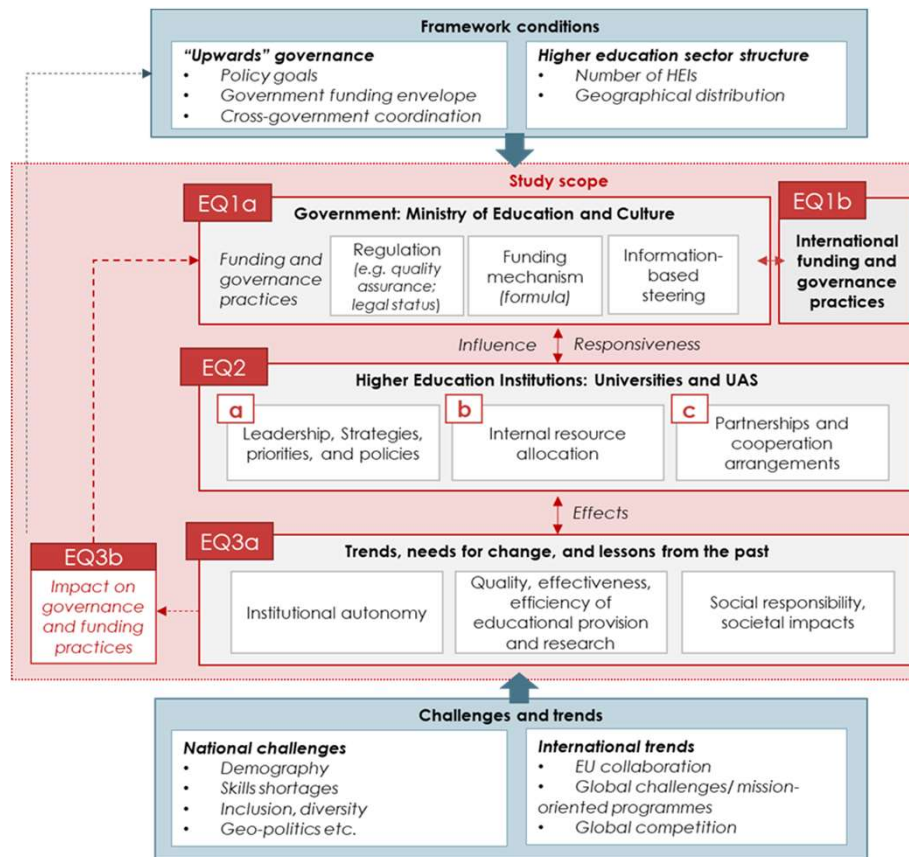 Framework conditions
“Upwards” governance
• Policy goals
• Government funding envelope
• Cross-government coordination
Higher education sector structure
• Number of HEIs
• Geographical distribution
Study scope
EQ1a
Government: Ministry of Education and Culture
Funding and
governance
practices
Regulation
(e.g. quality
assurance;
legal status)
Funding
mechanism
(formula)
Information-
based
steering
EQ1b
International
funding and
governance
practices
Influence
Responsiveness
EQ2
Higher Education Institutions: Universities and UAS
a
Leadership, Strategies,
priorities, and policies
b
Internal resource
allocation
c
Partnerships and
cooperation
arrangements
Effects
EQ3a
Trends, needs for change, and lessons from the past
Institutional autonomy
Quality, effectiveness,
efficiency of
educational provision
and research
Social responsibility,
societal impacts
EQ3b
Impact on
governance
and funding
practices
Challenges and trends
National challenges
• Demography
• Skills shortages
• Inclusion, diversity
• Geo-politics etc.
International trends
• EU collaboration
• Global challenges/ mission-
oriented programmes
• Global competition